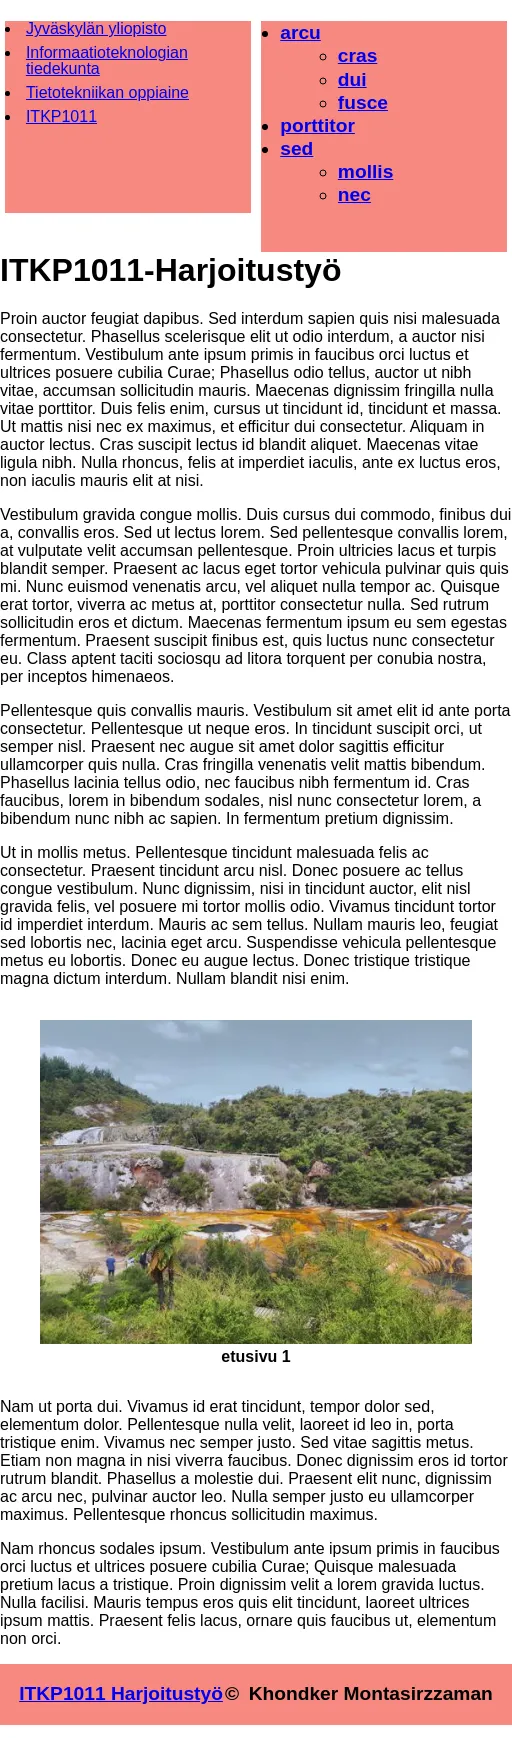 Jyväskylän yliopisto
Informaatioteknologian
tiedekunta
Tietotekniikan oppiaine
ITKP1011
arcu
cras
dui
fusce
porttitor
sed
mollis
nec
ITKP1011-Harjoitustyö
Proin auctor feugiat dapibus. Sed interdum sapien quis nisi malesuada
consectetur. Phasellus scelerisque elit ut odio interdum, a auctor nisi
fermentum. Vestibulum ante ipsum primis in faucibus orci luctus et
ultrices posuere cubilia Curae; Phasellus odio tellus, auctor ut nibh
vitae, accumsan sollicitudin mauris. Maecenas dignissim fringilla nulla
vitae porttitor. Duis felis enim, cursus ut tincidunt id, tincidunt et massa.
Ut mattis nisi nec ex maximus, et efficitur dui consectetur. Aliquam in
auctor lectus. Cras suscipit lectus id blandit aliquet. Maecenas vitae
ligula nibh. Nulla rhoncus, felis at imperdiet iaculis, ante ex luctus eros,
non iaculis mauris elit at nisi.
Vestibulum gravida congue mollis. Duis cursus dui commodo, finibus dui
a, convallis eros. Sed ut lectus lorem. Sed pellentesque convallis lorem,
at vulputate velit accumsan pellentesque. Proin ultricies lacus et turpis
blandit semper. Praesent ac lacus eget tortor vehicula pulvinar quis quis
mi. Nunc euismod venenatis arcu, vel aliquet nulla tempor ac. Quisque
erat tortor, viverra ac metus at, porttitor consectetur nulla. Sed rutrum
sollicitudin eros et dictum. Maecenas fermentum ipsum eu sem egestas
fermentum. Praesent suscipit finibus est, quis luctus nunc consectetur
eu. Class aptent taciti sociosqu ad litora torquent per conubia nostra,
per inceptos himenaeos.
Pellentesque quis convallis mauris. Vestibulum sit amet elit id ante porta
consectetur. Pellentesque ut neque eros. In tincidunt suscipit orci, ut
semper nisl. Praesent nec augue sit amet dolor sagittis efficitur
ullamcorper quis nulla. Cras fringilla venenatis velit mattis bibendum.
Phasellus lacinia tellus odio, nec faucibus nibh fermentum id. Cras
faucibus, lorem in bibendum sodales, nisl nunc consectetur lorem, a
bibendum nunc nibh ac sapien. In fermentum pretium dignissim.
Ut in mollis metus. Pellentesque tincidunt malesuada felis ac
consectetur. Praesent tincidunt arcu nisl. Donec posuere ac tellus
congue vestibulum. Nunc dignissim, nisi in tincidunt auctor, elit nisl
gravida felis, vel posuere mi tortor mollis odio. Vivamus tincidunt tortor
id imperdiet interdum. Mauris ac sem tellus. Nullam mauris leo, feugiat
sed lobortis nec, lacinia eget arcu. Suspendisse vehicula pellentesque
metus eu lobortis. Donec eu augue lectus. Donec tristique tristique
magna dictum interdum. Nullam blandit nisi enim.
etusivu 1
Nam ut porta dui. Vivamus id erat tincidunt, tempor dolor sed,
elementum dolor. Pellentesque nulla velit, laoreet id leo in, porta
tristique enim. Vivamus nec semper justo. Sed vitae sagittis metus.
Etiam non magna in nisi viverra faucibus. Donec dignissim eros id tortor
rutrum blandit. Phasellus a molestie dui. Praesent elit nunc, dignissim
ac arcu nec, pulvinar auctor leo. Nulla semper justo eu ullamcorper
maximus. Pellentesque rhoncus sollicitudin maximus.
Nam rhoncus sodales ipsum. Vestibulum ante ipsum primis in faucibus
orci luctus et ultrices posuere cubilia Curae; Quisque malesuada
pretium lacus a tristique. Proin dignissim velit a lorem gravida luctus.
Nulla facilisi. Mauris tempus eros quis elit tincidunt, laoreet ultrices
ipsum mattis. Praesent felis lacus, ornare quis faucibus ut, elementum
non orci.
ITKP1011 Harjoitustyö© Khondker Montasirzzaman